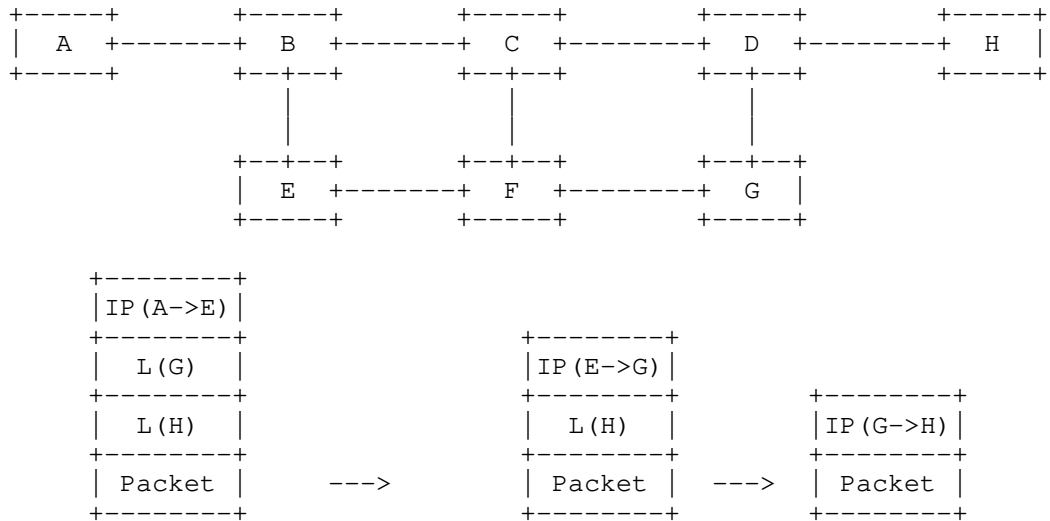 A B C D H
E F G
IP(A->E)
L(G) IP(E->G)
L(H) L(H) IP(G->H)
Packet ---> Packet ---> Packet